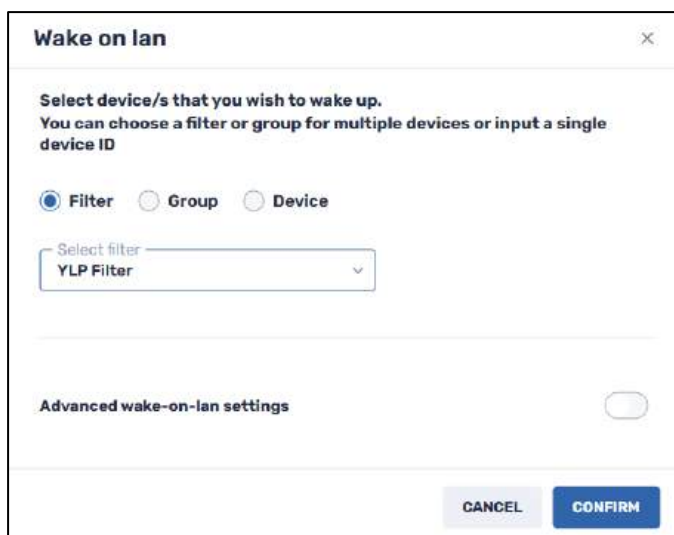 Wake on lan
Select device/s that you wish to wake up.
You can choose a filter or group for multiple devices or input a single
device ID
Filter Group Device
Select filter
YLP Filter
Advanced wake-on-lan settings
CANCEL CONFIRM